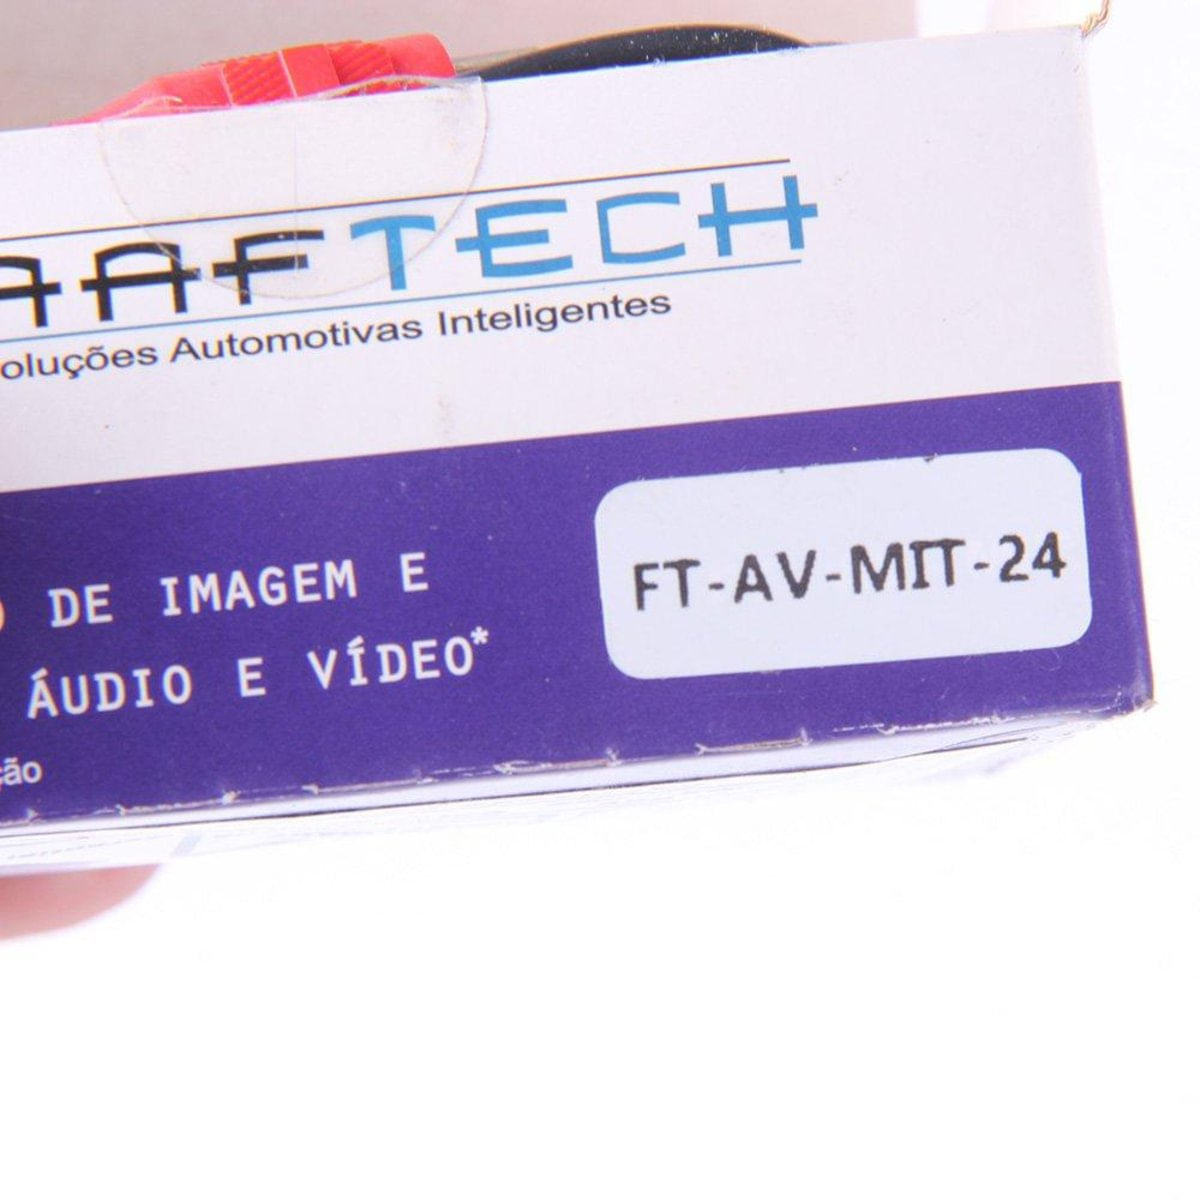 AAFTECH
oluções Automotivas Inteligentes
DE IMAGEM E
ÁUDIO E VÍDEO*
ção
FT-AV-MIT-24